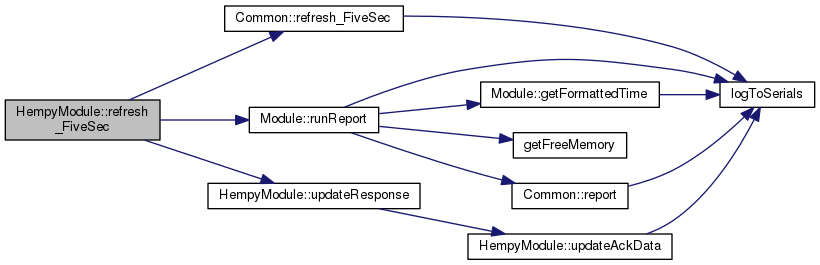 HempyModule::refresh
_FiveSec
Common::refresh_FiveSec
Module::runReport
HempyModule::updateResponse
Module::getFormattedTime
getFreeMemory
Common::report
HempyModule::updateAckData
logToSerials